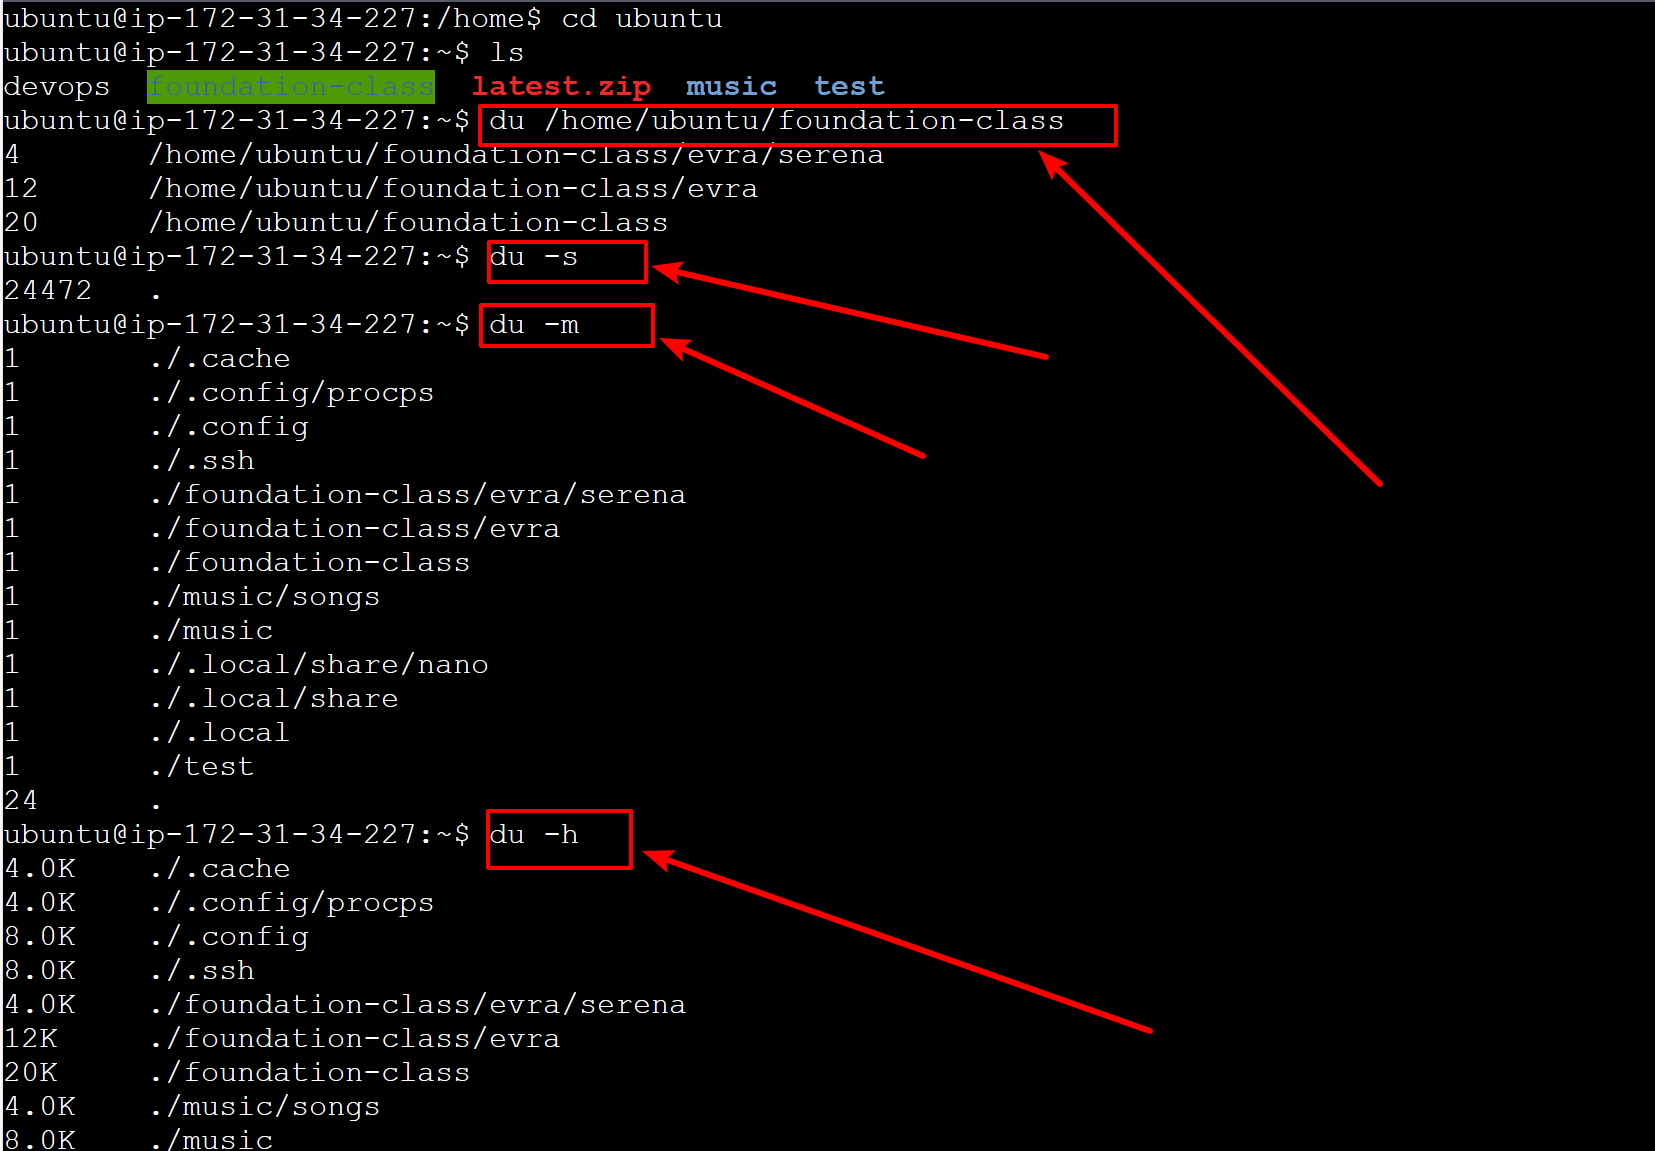 ubuntu@ip-172-31-34-227:/home$ cd ubuntu
ubuntu@ip-172-31-34-227:~$ ls
devops  foundation-class  latest.zip  music  test
ubuntu@ip-172-31-34-227:~$ du /home/ubuntu/foundation-class
4       /home/ubuntu/foundation-class/evra/serena
12      /home/ubuntu/foundation-class/evra
20      /home/ubuntu/foundation-class
ubuntu@ip-172-31-34-227:~$ du -s
24472   .
ubuntu@ip-172-31-34-227:~$ du -m
1       ./.cache
1       ./.config/procps
1       ./.config
1       ./.ssh
1       ./foundation-class/evra/serena
1       ./foundation-class/evra
1       ./foundation-class
1       ./music/songs
1       ./music
1       ./.local/share/nano
1       ./.local/share
1       ./.local
1       ./test
24      .
ubuntu@ip-172-31-34-227:~$ du -h
4.0K    ./.cache
4.0K    ./.config/procps
8.0K    ./.config
8.0K    ./.ssh
4.0K    ./foundation-class/evra/serena
12K     ./foundation-class/evra
20K     ./foundation-class
4.0K    ./music/songs
8.0K    ./music